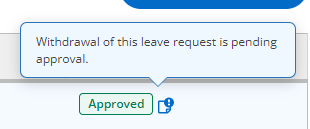 Withdrawal of this leave request is pending
approval.
Approved